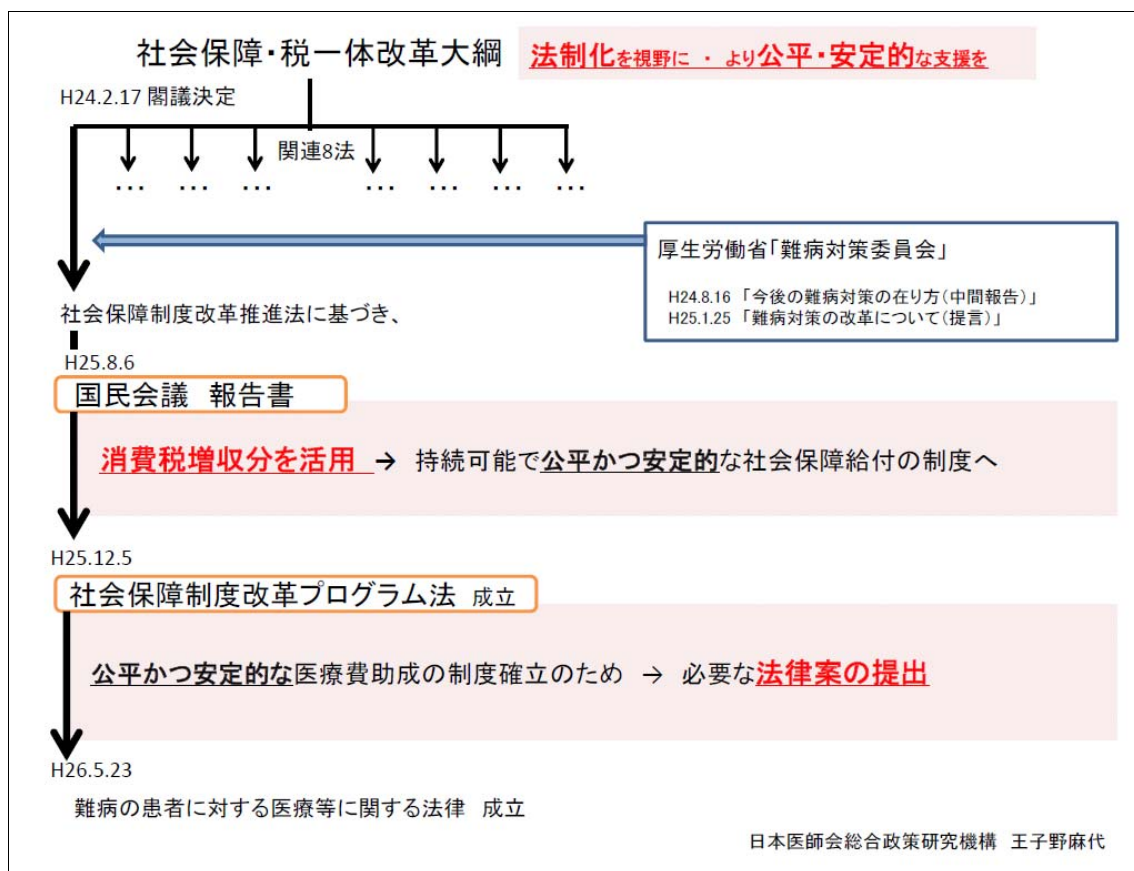 社会保障・税一体改革大綱
法制化を視野に ・ より公平・安定的な支援を
H24.2.17 閣議決定
関連8法
… … … … … … …
厚生労働省「難病対策委員会」
H24.8.16 「今後の難病対策の在り方（中間報告）」
H25.1.25 「難病対策の改革について（提言）」
社会保障制度改革推進法に基づき、
H25.8.6
国民会議 報告書
消費税増収分を活用 → 持続可能で公平かつ安定的な社会保障給付の制度へ
H25.12.5
社会保障制度改革プログラム法 成立
公平かつ安定的な医療費助成の制度確立のため → 必要な法律案の提出
H26.5.23
難病の患者に対する医療等に関する法律 成立
日本医師会総合政策研究機構 王子野麻代